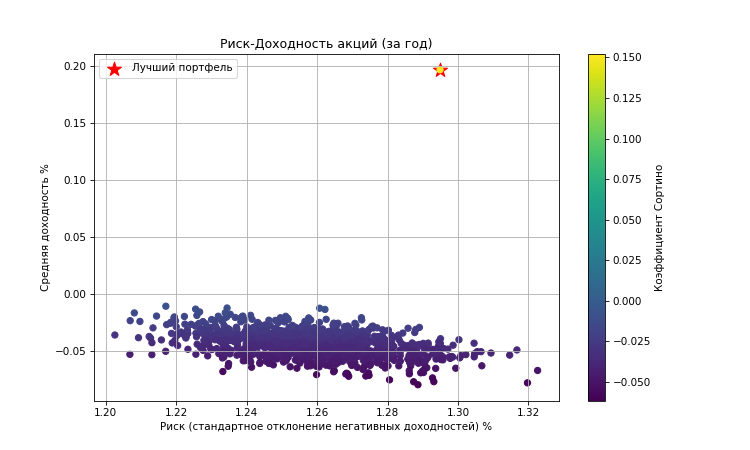 Риск-Доходность акций (за год)
Лучший портфель
Средняя доходность %
0.20
0.15
0.10
0.05
0.00
−0.05
1.20 1.22 1.24 1.26 1.28 1.30 1.32
Риск (стандартное отклонение негативных доходностей) %
0.150
0.125
0.100
0.075
0.050
0.025
0.000
−0.025
−0.050
Коэффициент Сортино